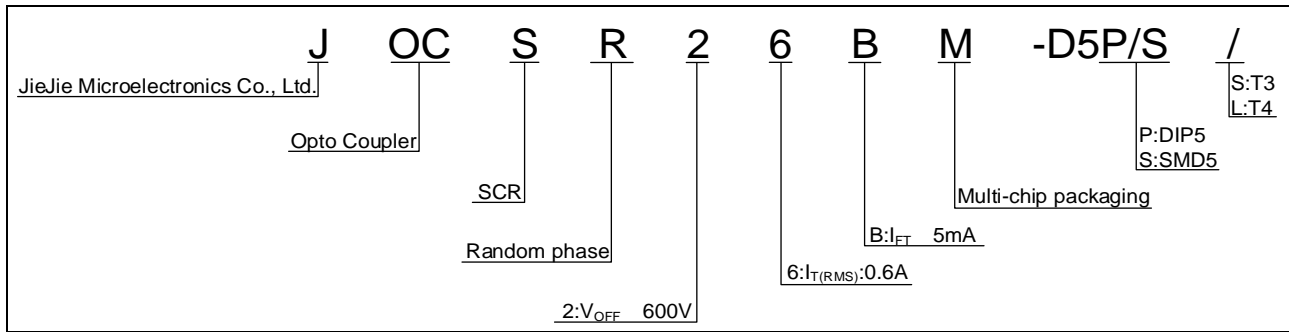 J OC S R 2 6 B M -D5P/S /
JieJie Microelectronics Co., Ltd.
S:T3
L:T4
Opto Coupler
P:DIP5
S:SMD5
SCR
Multi-chip packaging
Random phase
B:IFT 5mA
6:IT(RMS):0.6A
2:VOFF 600V